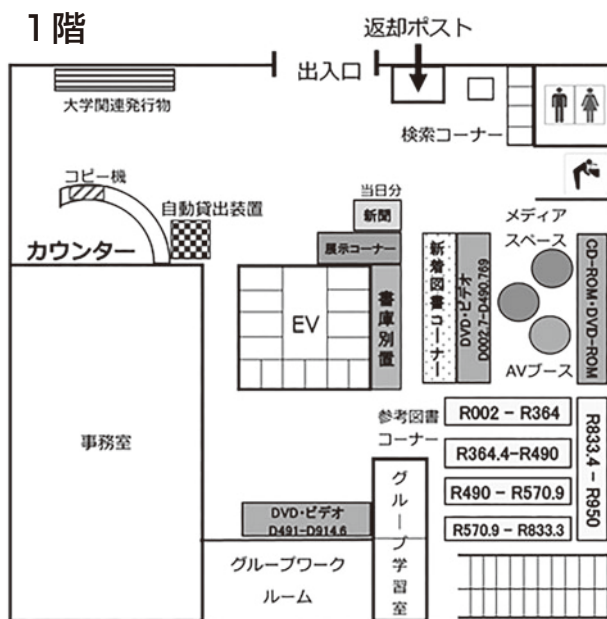 1階
返却ポスト
出入口
大学関連発行物
検索コーナー
コピー機
自動貸出装置
カウンター
当日分
新聞
展示コーナー
メディア
スペース
EV
書庫別置
新着図書コーナー
DVD・ビデオ
D002.7-D490.769
CD-ROM・DVD-ROM
AVブース
事務室
参考図書
コーナー
R002 – R364
R364.4-R490
R490 – R570.9
R570.9 – R833.3
R833.4 – R950
DVD・ビデオ
D491-D914.6
グループ学習室
グループワーク
ルーム